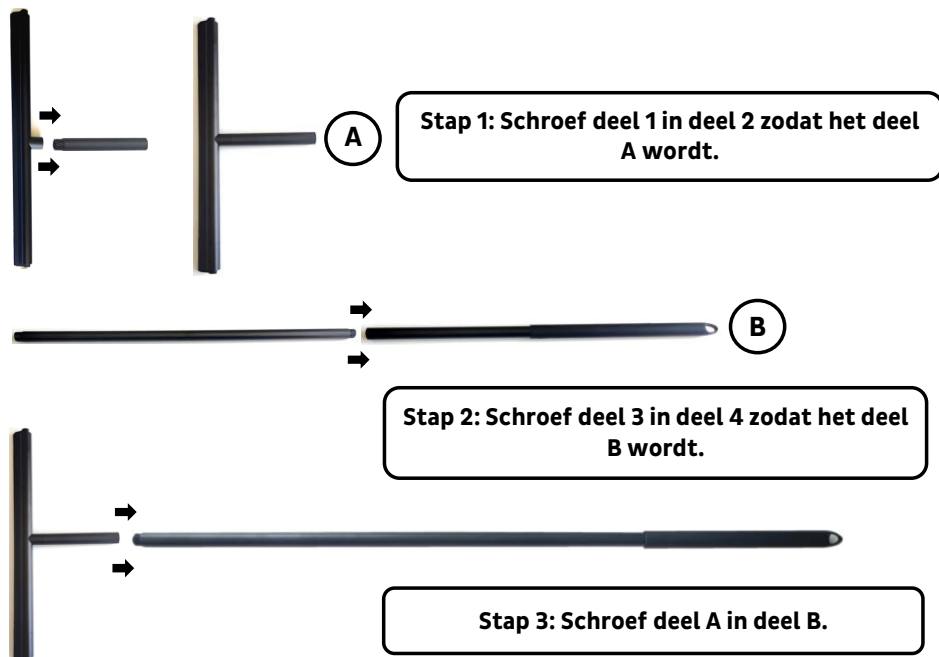 A
Stap 1: Schroef deel 1 in deel 2 zodat het deel
A wordt.
B
Stap 2: Schroef deel 3 in deel 4 zodat het deel
B wordt.
Stap 3: Schroef deel A in deel B.